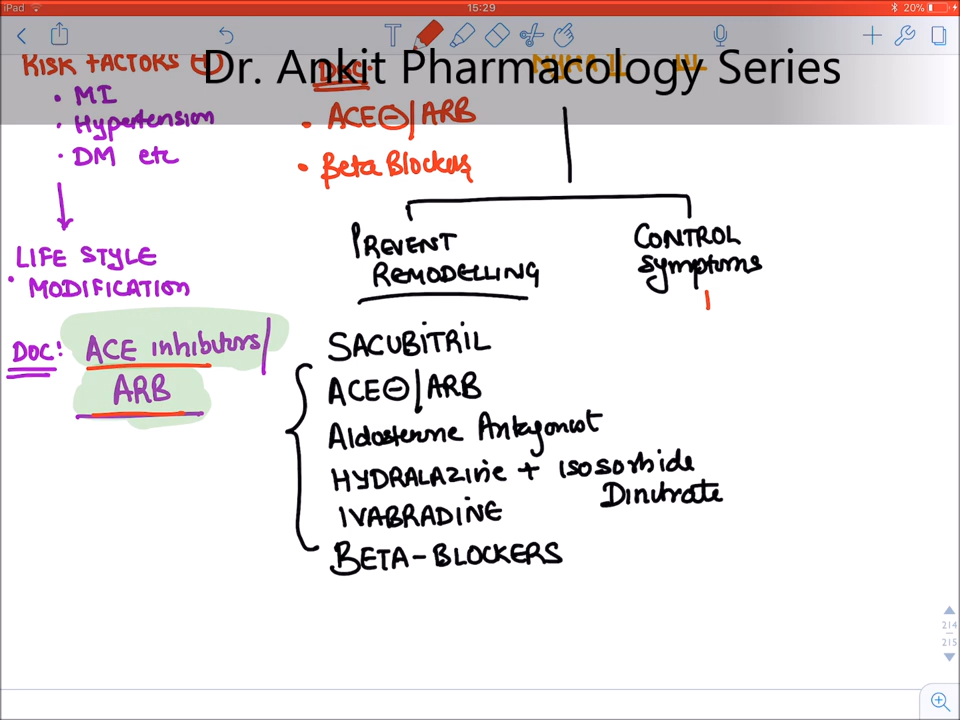 iPad
15:29
20%
Dr. Ankit Pharmacology Series
RISK FACTORS +
• MI
• Hypertension
• DM etc
LIFE STYLE
• MODIFICATION
DOC: ACE inhibitors/
ARB
DOC:
• ACE⊖/ARB
• Beta Blockers
PREVENT
REMODELLING
CONTROL
Symptoms
SACUBITRIL
ACE⊖/ARB
Aldosterone Antagonist
HYDRALAZINE + ISOSORBIDE
Dinitrate
IVABRADINE
BETA-BLOCKERS
214
215